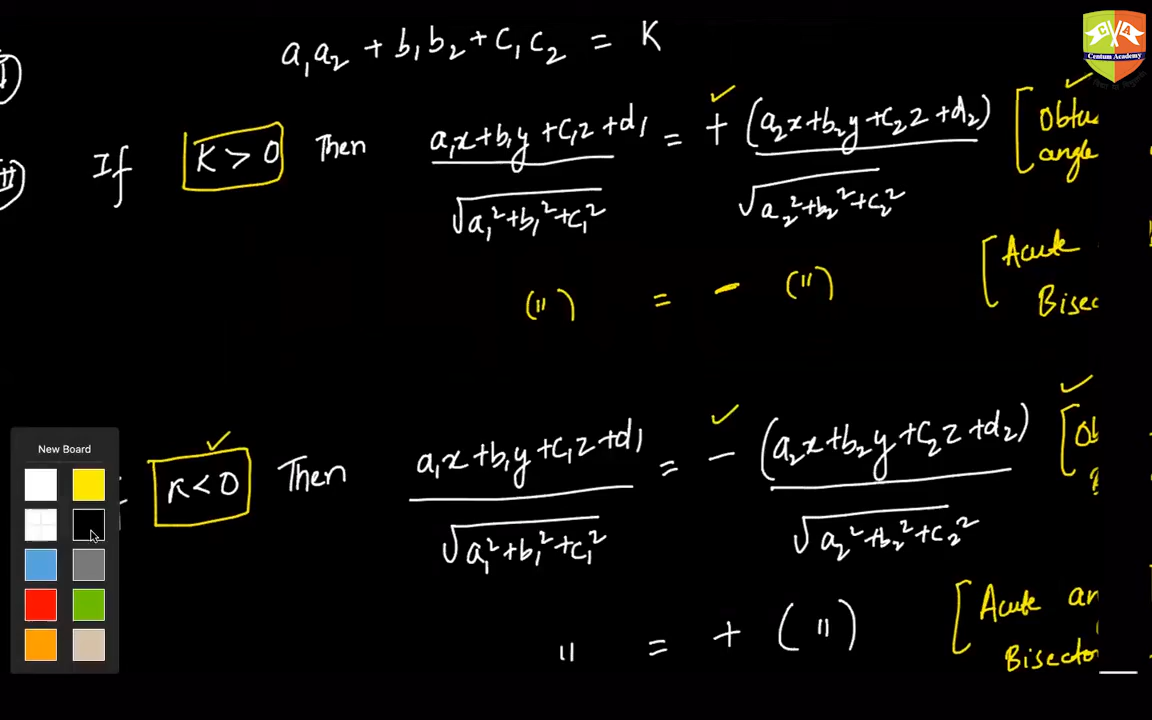 a₁a₂ + b₁b₂ + c₁c₂ = K
If K > 0 Then (a₁x+b₁y+c₁z+d₁)/√(a₁²+b₁²+c₁²) = + (a₂x+b₂y+c₂z+d₂)/√(a₂²+b₂²+c₂²) [Obtu
angle
(") = - (") [Acute
Bisec
K < 0 Then (a₁x+b₁y+c₁z+d₁)/√(a₁²+b₁²+c₁²) = - (a₂x+b₂y+c₂z+d₂)/√(a₂²+b₂²+c₂²) [Ob
" = + (") [Acute an
Bisecto
New Board
CA
Centum Academy